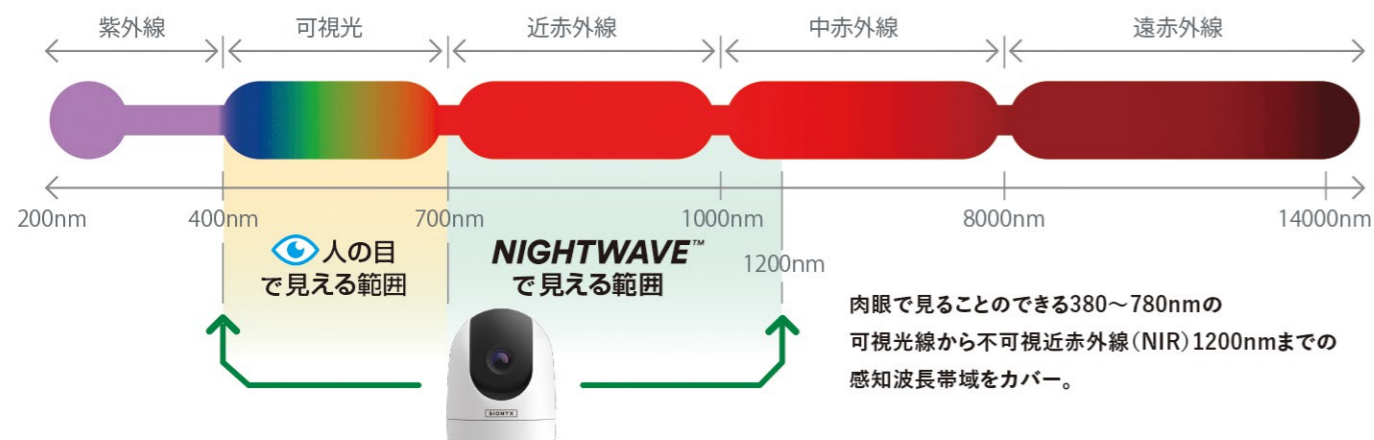 紫外線
可視光
近赤外線
中赤外線
遠赤外線
200nm
400nm
700nm
1000nm
8000nm
14000nm
1200nm
人の目
で見える範囲
NIGHTWAVE™
で見える範囲
肉眼で見ることのできる380〜780nmの
可視光線から不可視近赤外線(NIR)1200nmまでの
感知波長帯域をカバー。
SIONYX